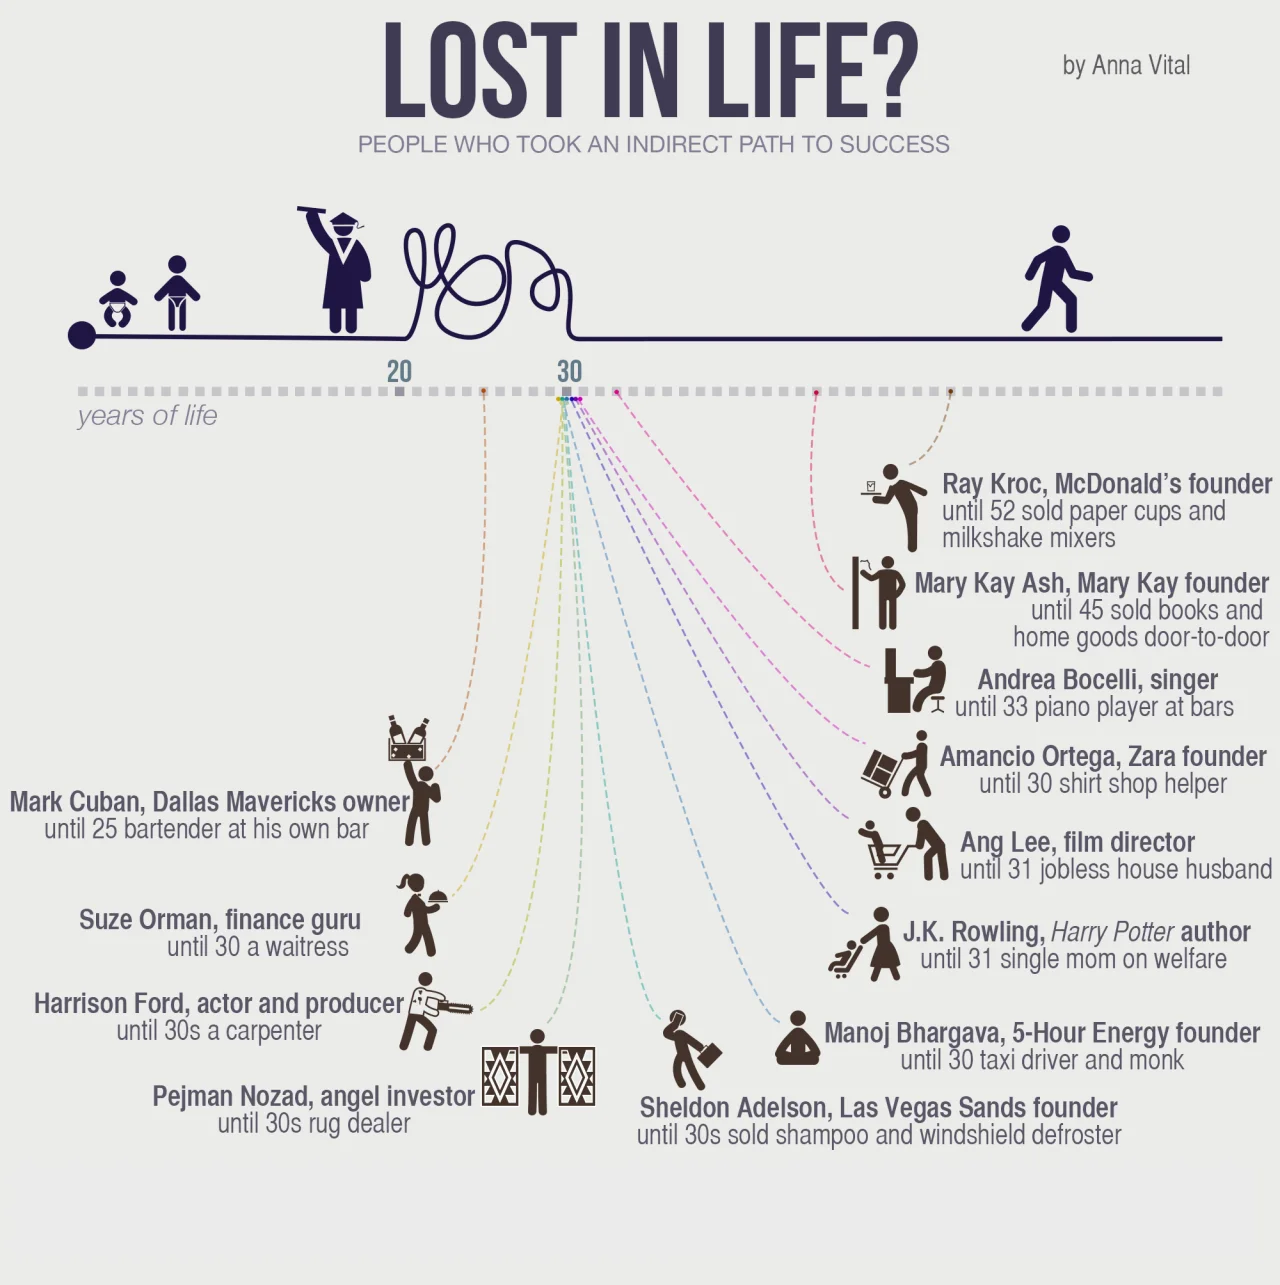 LOST IN LIFE?
by Anna Vital
PEOPLE WHO TOOK AN INDIRECT PATH TO SUCCESS
20
30
years of life
Ray Kroc, McDonald's founder
until 52 sold paper cups and
milkshake mixers
Mary Kay Ash, Mary Kay founder
until 45 sold books and
home goods door-to-door
Andrea Bocelli, singer
until 33 piano player at bars
Amancio Ortega, Zara founder
until 30 shirt shop helper
Ang Lee, film director
until 31 jobless house husband
J.K. Rowling, Harry Potter author
until 31 single mom on welfare
Manoj Bhargava, 5-Hour Energy founder
until 30 taxi driver and monk
Sheldon Adelson, Las Vegas Sands founder
until 30s sold shampoo and windshield defroster
Mark Cuban, Dallas Mavericks owner
until 25 bartender at his own bar
Suze Orman, finance guru
until 30 a waitress
Harrison Ford, actor and producer
until 30s a carpenter
Pejman Nozad, angel investor
until 30s rug dealer